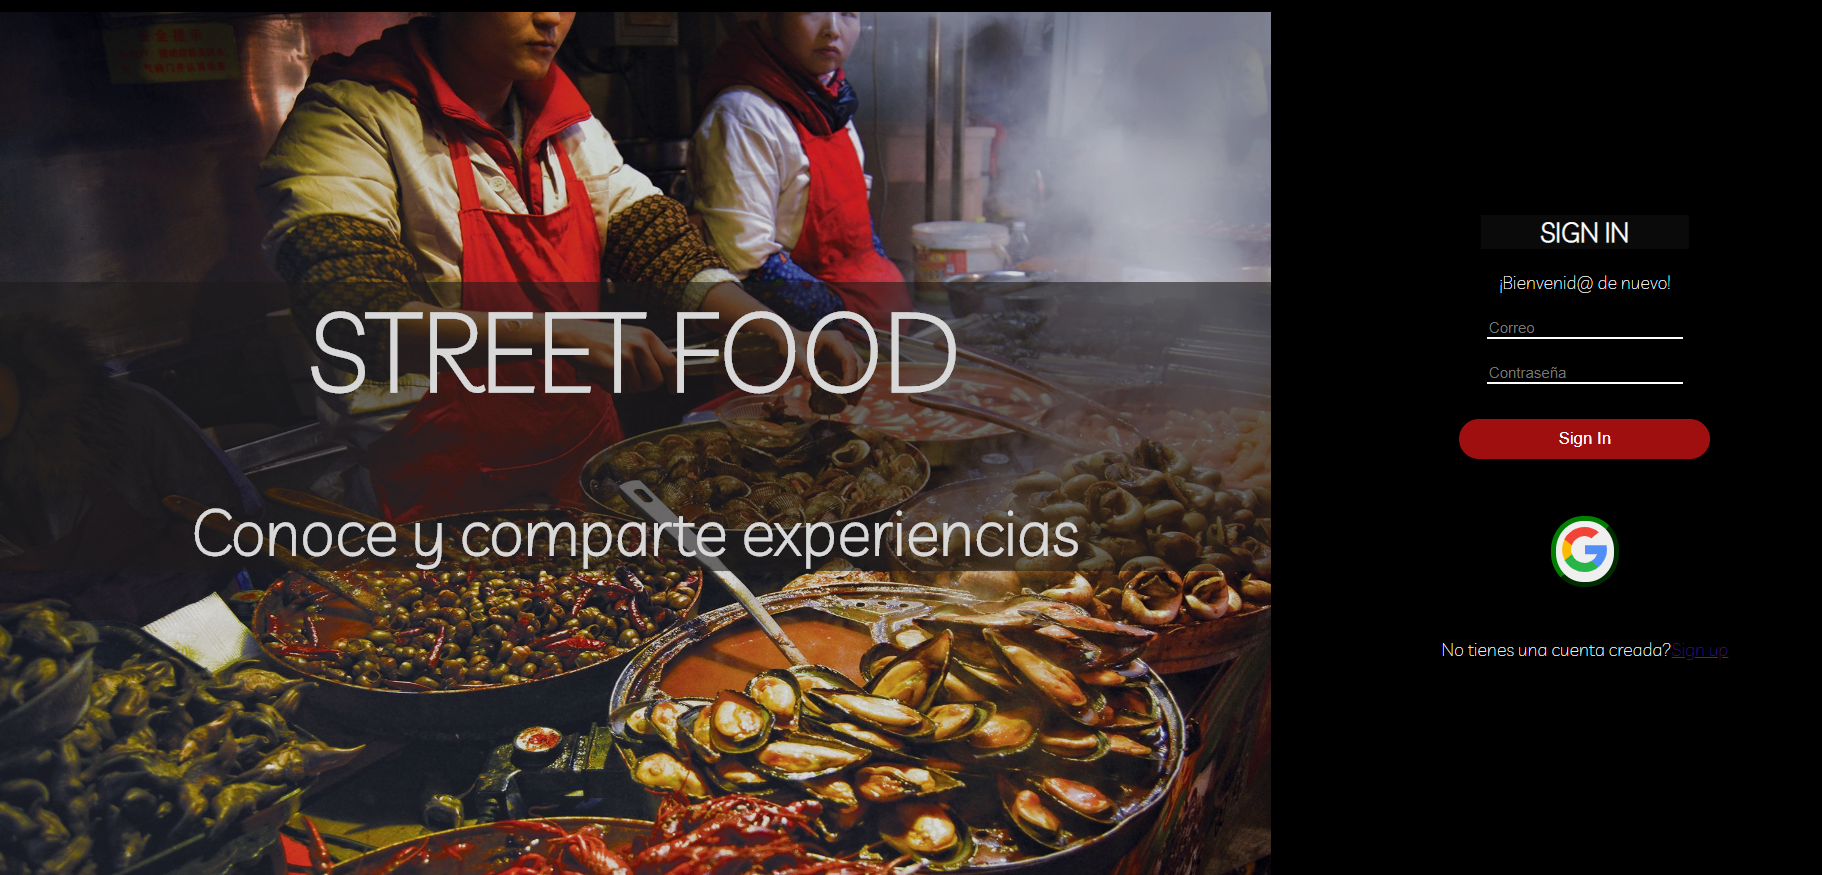 STREET FOOD
Conoce y comparte experiencias
SIGN IN
¡Bienvenid@ de nuevo!
Correo
Contraseña
Sign In
G
No tienes una cuenta creada?Sign up